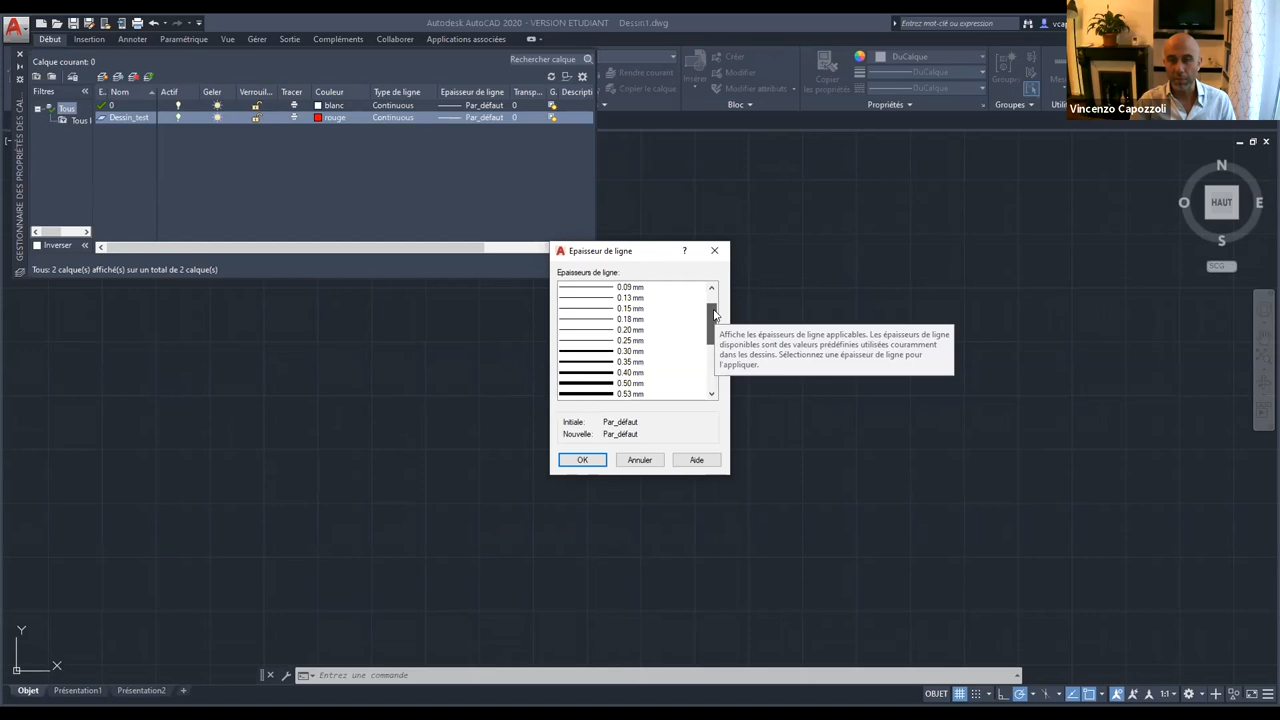 Autodesk AutoCAD 2020 - VERSION ETUDIANT Dessin1.dwg
Entrez mot-clé ou expression
Début Insertion Annoter Paramétrique Vue Gérer Sortie Compléments Collaborer Applications associées
Calque courant: 0
Rechercher calque
Filtres
E. Nom Actif Geler Verrouil... Tracer Couleur Type de ligne Epaisseur de ligne Transp... G. Descripti
Tous
0 blanc Continuous Par_défaut 0
Dessin_test rouge Continuous Par_défaut 0
Inverser
Tous: 2 calque(s) affiché(s) sur un total de 2 calque(s)
GESTIONNAIRE DES PROPRIÉTÉS DES CAL
Rendre courant
Copier le calque
Insérer
Créer
Modifier
Modifier attributs
Bloc
Copier
les propriétés
DuCalque
DuCalque
DuCalque
Propriétés
Groupes
Groupes
Vincenzo Capozzoli
N
O HAUT E
S
SCG
Epaisseur de ligne
?
Epaisseurs de ligne:
0.09 mm
0.13 mm
0.15 mm
0.18 mm
0.20 mm
0.25 mm
0.30 mm
0.35 mm
0.40 mm
0.50 mm
0.53 mm
Affiche les épaisseurs de ligne applicables. Les épaisseurs de ligne
disponibles sont des valeurs prédéfinies utilisées couramment
dans les dessins. Sélectionnez une épaisseur de ligne pour
l'appliquer.
Initiale: Par_défaut
Nouvelle: Par_défaut
OK Annuler Aide
Y
X
Entrez une commande
Objet Présentation1 Présentation2 +
OBJET
1:1